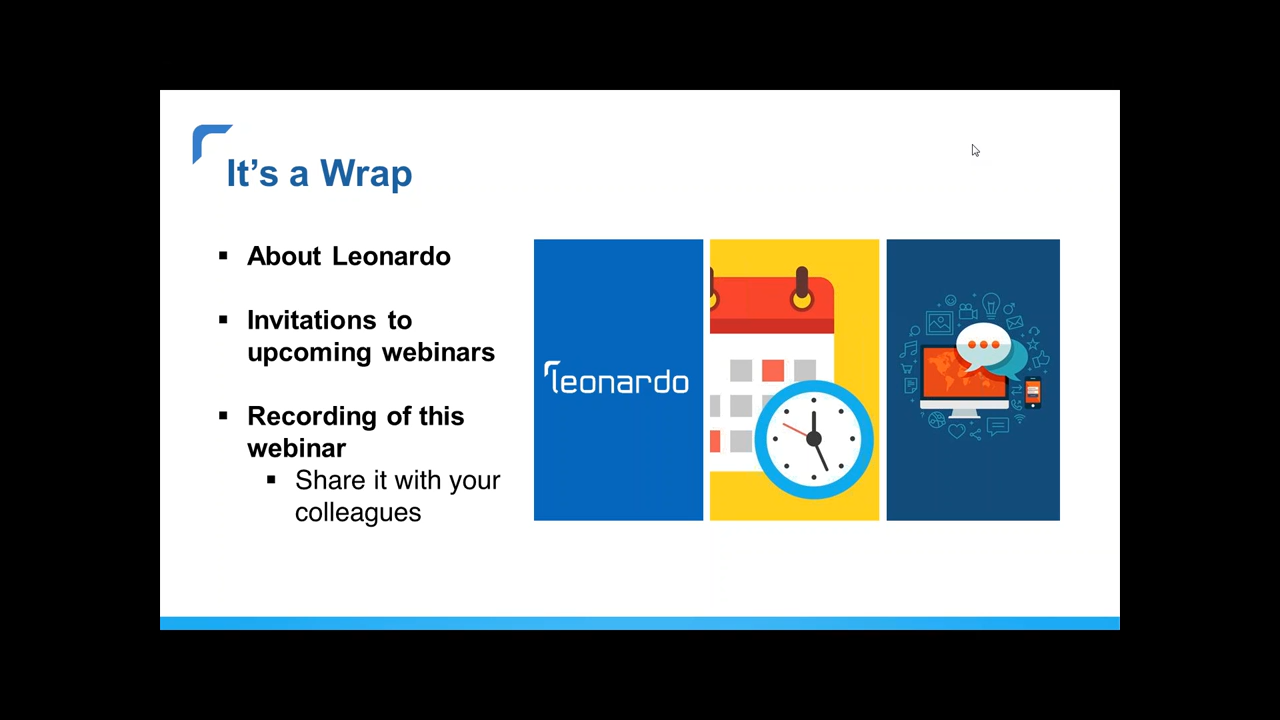 It's a Wrap
▪ About Leonardo
▪ Invitations to
upcoming webinars
▪ Recording of this
webinar
▪ Share it with your
colleagues
leonardo